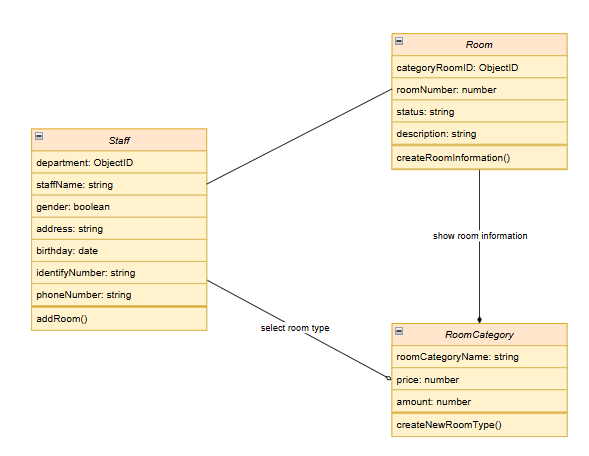 Room
categoryRoomID: ObjectID
roomNumber: number
status: string
description: string
createRoomInformation()
Staff
department: ObjectID
staffName: string
gender: boolean
address: string
birthday: date
identifyNumber: string
phoneNumber: string
addRoom()
show room information
select room type
RoomCategory
roomCategoryName: string
price: number
amount: number
createNewRoomType()